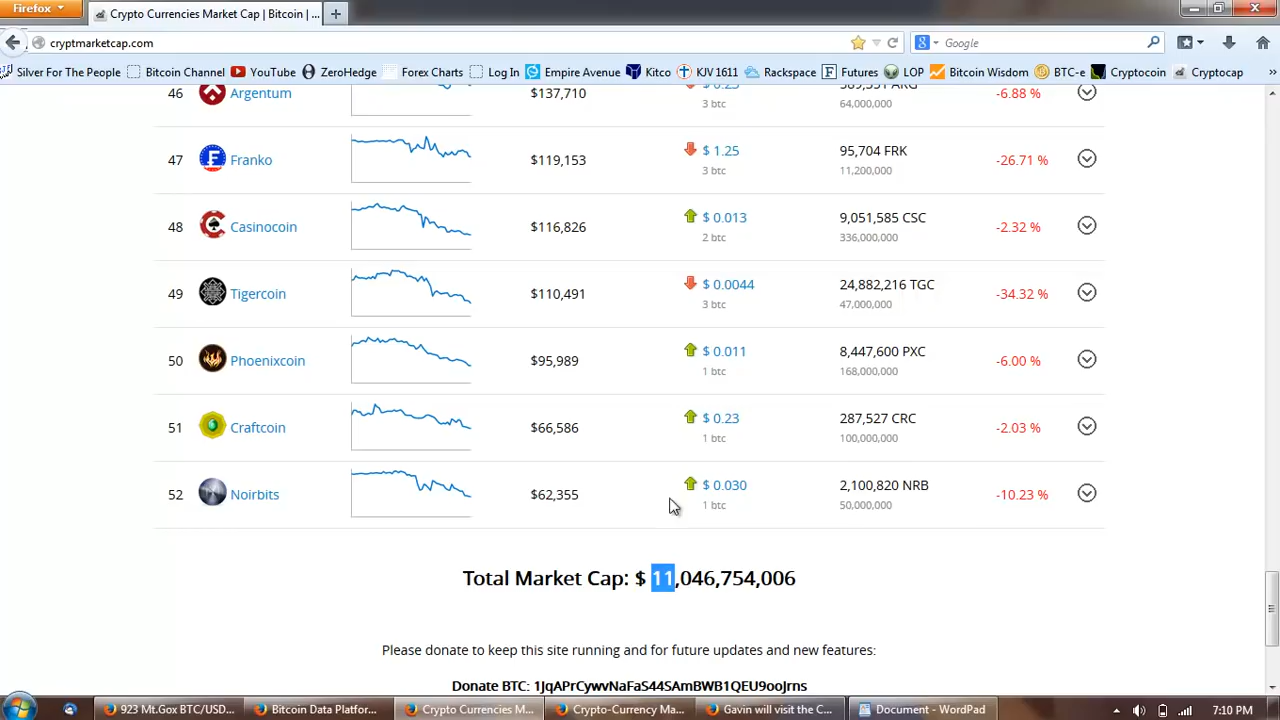 Firefox
Crypto Currencies Market Cap | Bitcoin | ...
cryptmarketcap.com
Google
Silver For The People Bitcoin Channel YouTube ZeroHedge Forex Charts Log In Empire Avenue Kitco KJV 1611 Rackspace Futures LOP Bitcoin Wisdom BTC-e Cryptocoin Cryptocap »
46 Argentum $137,710 3 btc 64,000,000 -6.88 %
47 Franko $119,153 $ 1.25 95,704 FRK -26.71 %
3 btc 11,200,000
48 Casinocoin $116,826 $ 0.013 9,051,585 CSC -2.32 %
2 btc 336,000,000
49 Tigercoin $110,491 $ 0.0044 24,882,216 TGC -34.32 %
3 btc 47,000,000
50 Phoenixcoin $95,989 $ 0.011 8,447,600 PXC -6.00 %
1 btc 168,000,000
51 Craftcoin $66,586 $ 0.23 287,527 CRC -2.03 %
1 btc 100,000,000
52 Noirbits $62,355 $ 0.030 2,100,820 NRB -10.23 %
1 btc 50,000,000
Total Market Cap: $ 11,046,754,006
Please donate to keep this site running and for future updates and new features:
Donate BTC: 1JqAPrCywvNaFaS44SAmBWB1QEU9ooJrns
923 Mt.Gox BTC/USD... Bitcoin Data Platfor... Crypto Currencies M... Crypto-Currency Ma... Gavin will visit the C... Document - WordPad 7:10 PM